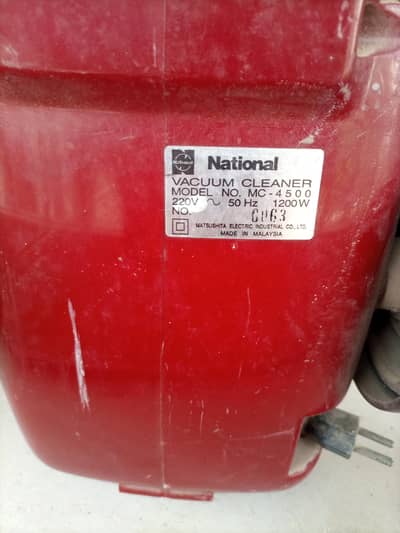 National
VACUUM CLEANER
MODEL NO. MC-4500
220V ~ 50 Hz 1200W
NO. 0063
MATSUSHITA ELECTRIC INDUSTRIAL CO., LTD.
MADE IN MALAYSIA